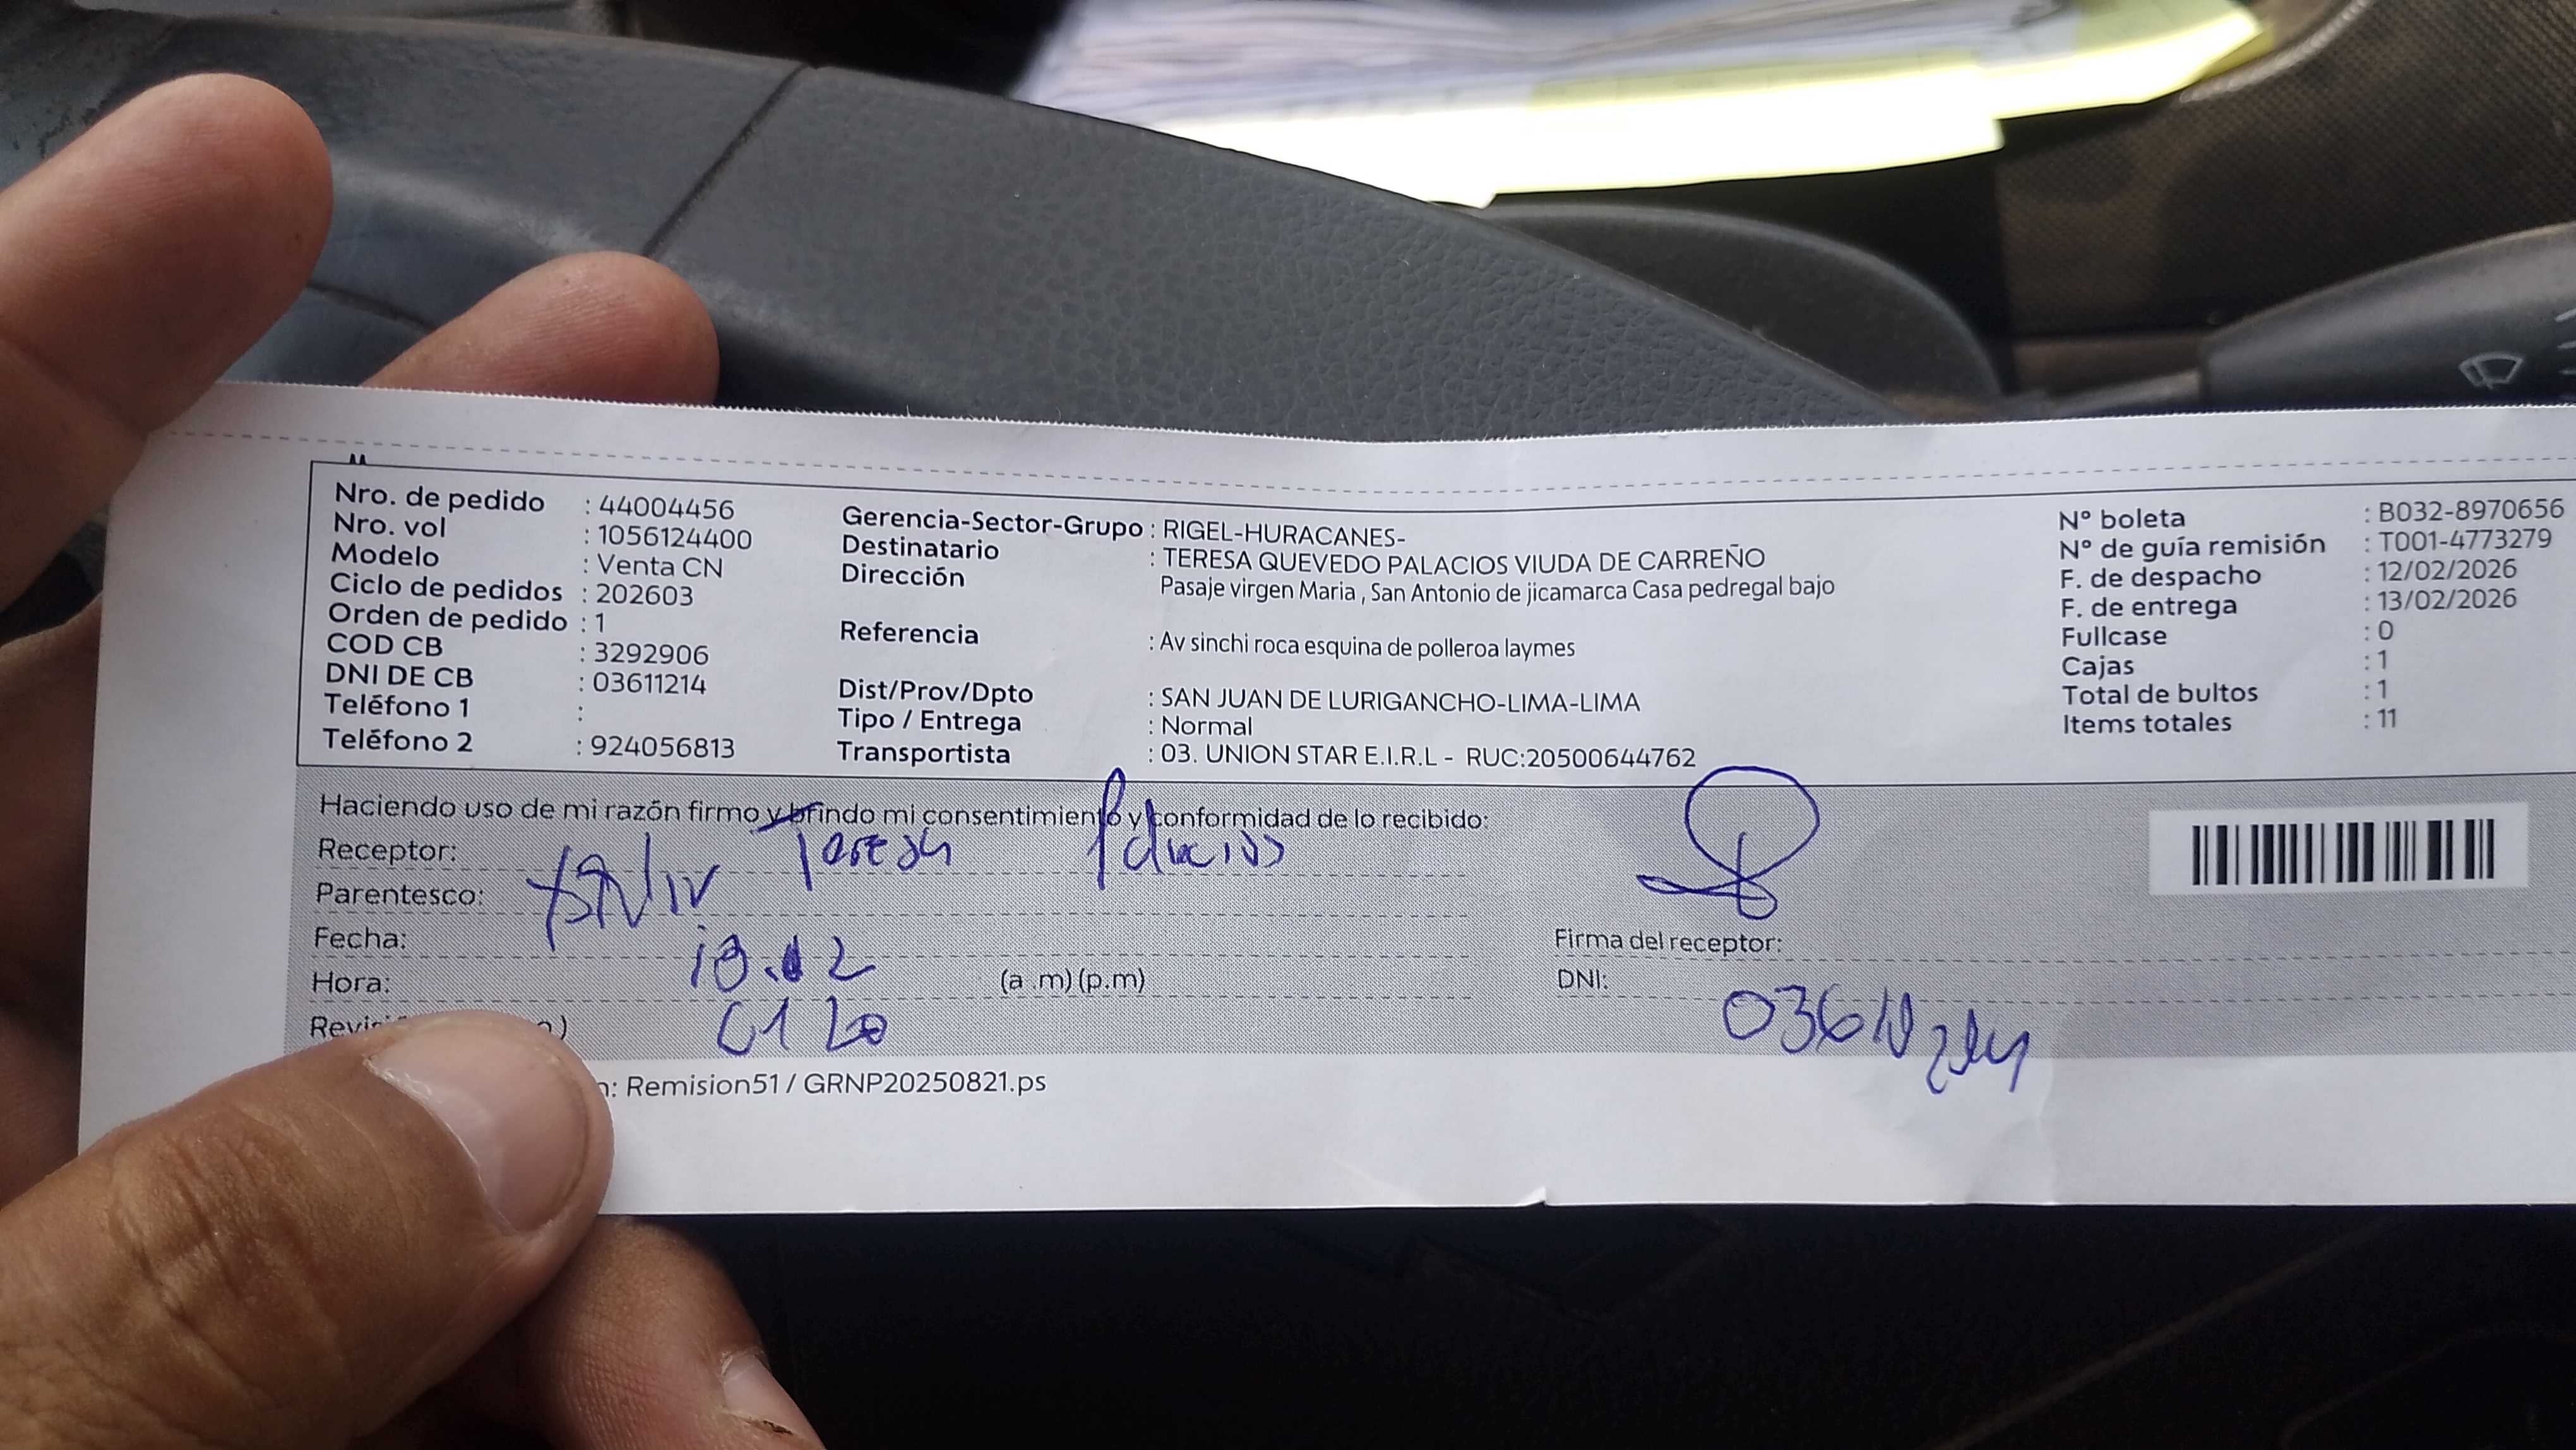 Nro. de pedido : 44004456
Nro. vol : 1056124400
Modelo : Venta CN
Ciclo de pedidos : 202603
Orden de pedido : 1
COD CB : 3292906
DNI DE CB : 03611214
Teléfono 1 :
Teléfono 2 : 924056813
Gerencia-Sector-Grupo : RIGEL-HURACANES-
Destinatario : TERESA QUEVEDO PALACIOS VIUDA DE CARREÑO
Dirección Pasaje virgen Maria , San Antonio de jicamarca Casa pedregal bajo
Referencia : Av sinchi roca esquina de polleroa laymes
Dist/Prov/Dpto : SAN JUAN DE LURIGANCHO-LIMA-LIMA
Tipo / Entrega : Normal
Transportista : 03. UNION STAR E.I.R.L - RUC:20500644762
N° boleta : B032-8970656
N° de guía remisión : T001-4773279
F. de despacho : 12/02/2026
F. de entrega : 13/02/2026
Fullcase : 0
Cajas : 1
Total de bultos : 1
Items totales : 11
Haciendo uso de mi razón firmo y brindo mi consentimiento y conformidad de lo recibido:
Receptor: Teresa Palacios
Parentesco:
Fecha:
Hora: (a .m) (p.m)
Firma del receptor:
DNI:
Remision51 / GRNP20250821.ps